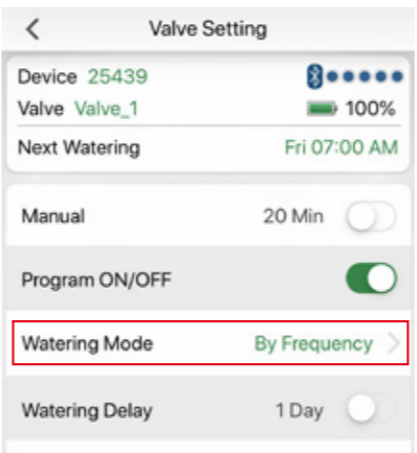 Valve Setting
Device 25439
Valve Valve_1 100%
Next Watering Fri 07:00 AM
Manual 20 Min
Program ON/OFF
Watering Mode By Frequency
Watering Delay 1 Day